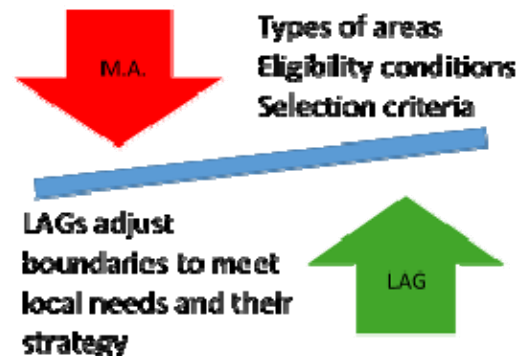 M.A.
Types of areas
Eligibility conditions
Selection criteria
LAGs adjust
boundaries to meet
local needs and their
strategy
LAG